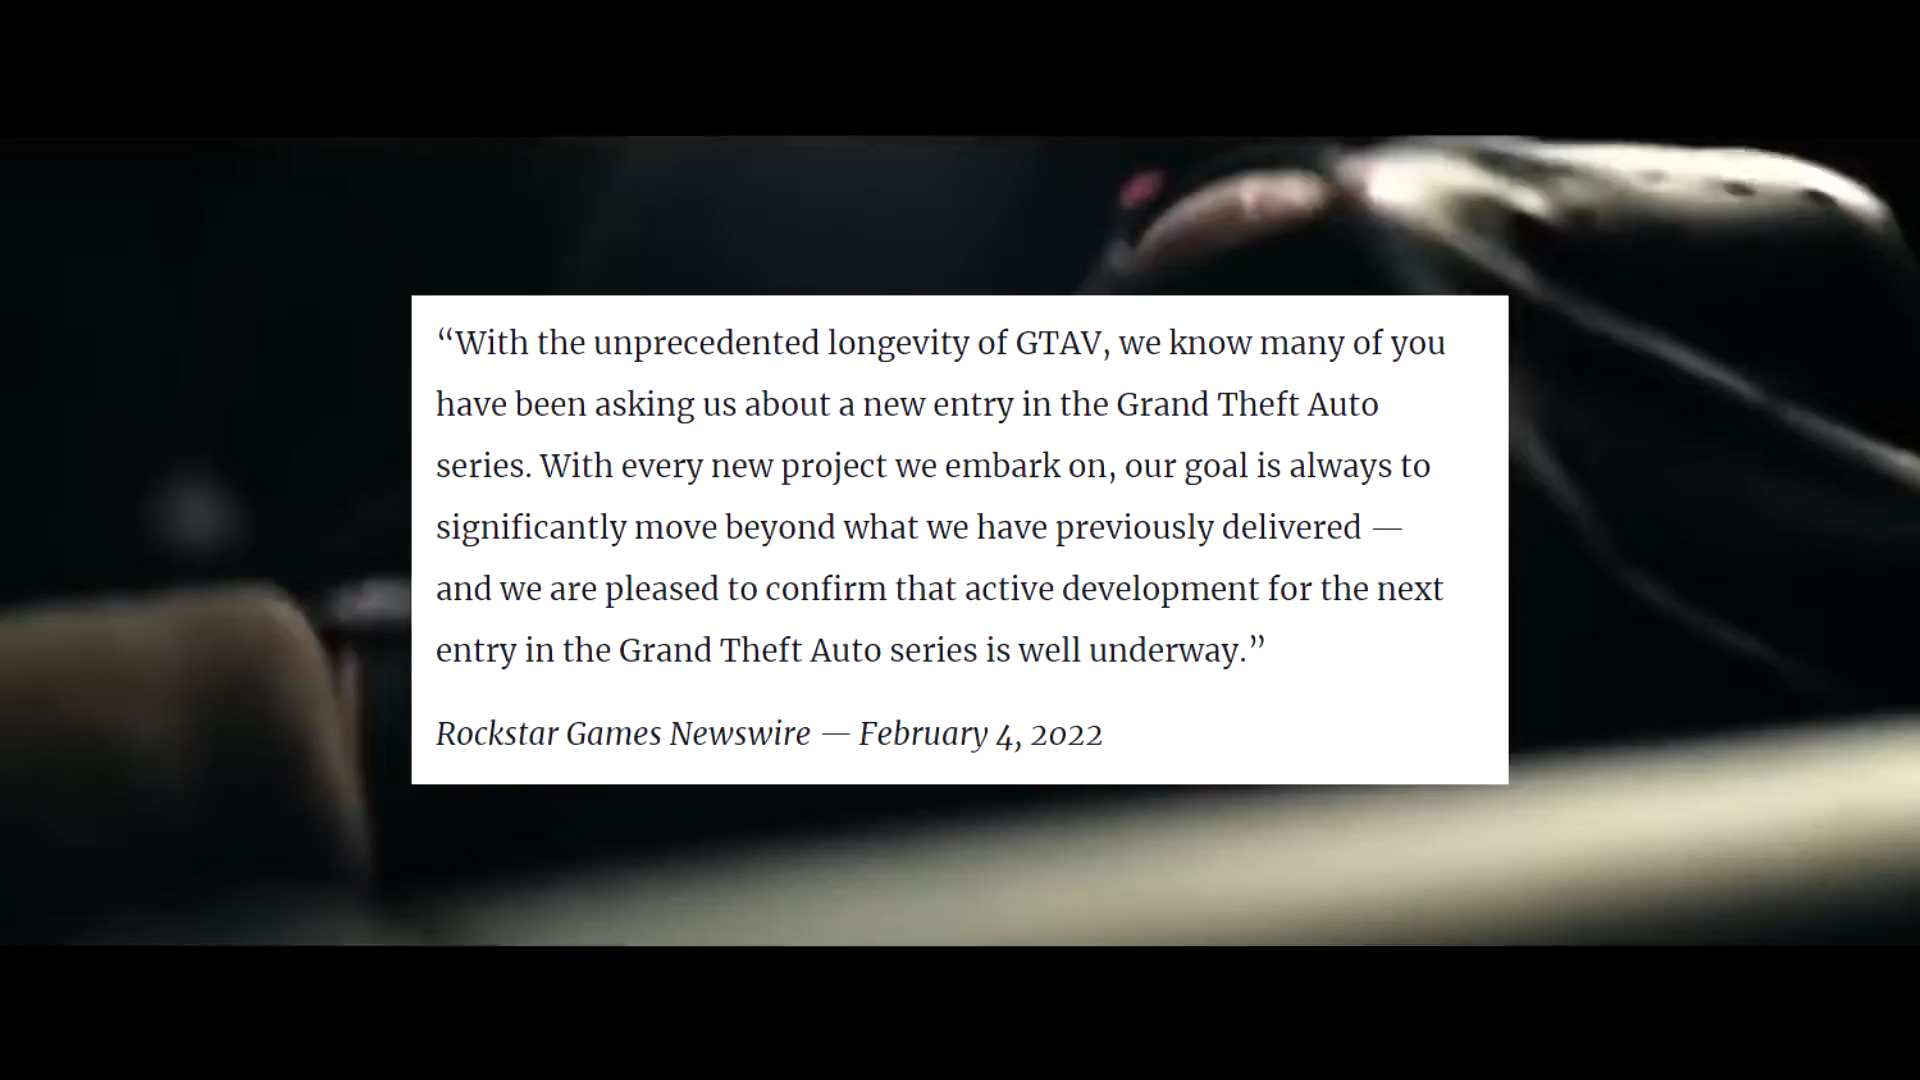 “With the unprecedented longevity of GTAV, we know many of you
have been asking us about a new entry in the Grand Theft Auto
series. With every new project we embark on, our goal is always to
significantly move beyond what we have previously delivered —
and we are pleased to confirm that active development for the next
entry in the Grand Theft Auto series is well underway.”
Rockstar Games Newswire — February 4, 2022